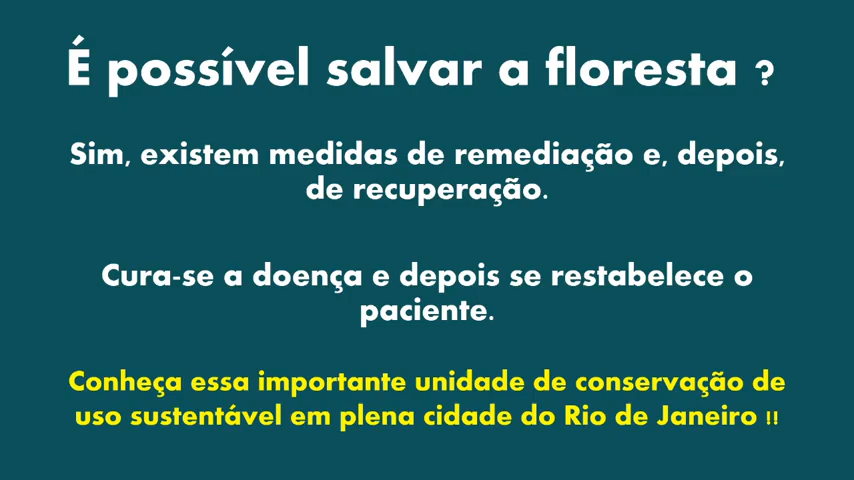 É possível salvar a floresta ?
Sim, existem medidas de remediação e, depois,
de recuperação.
Cura-se a doença e depois se restabelece o
paciente.
Conheça essa importante unidade de conservação de
uso sustentável em plena cidade do Rio de Janeiro !!